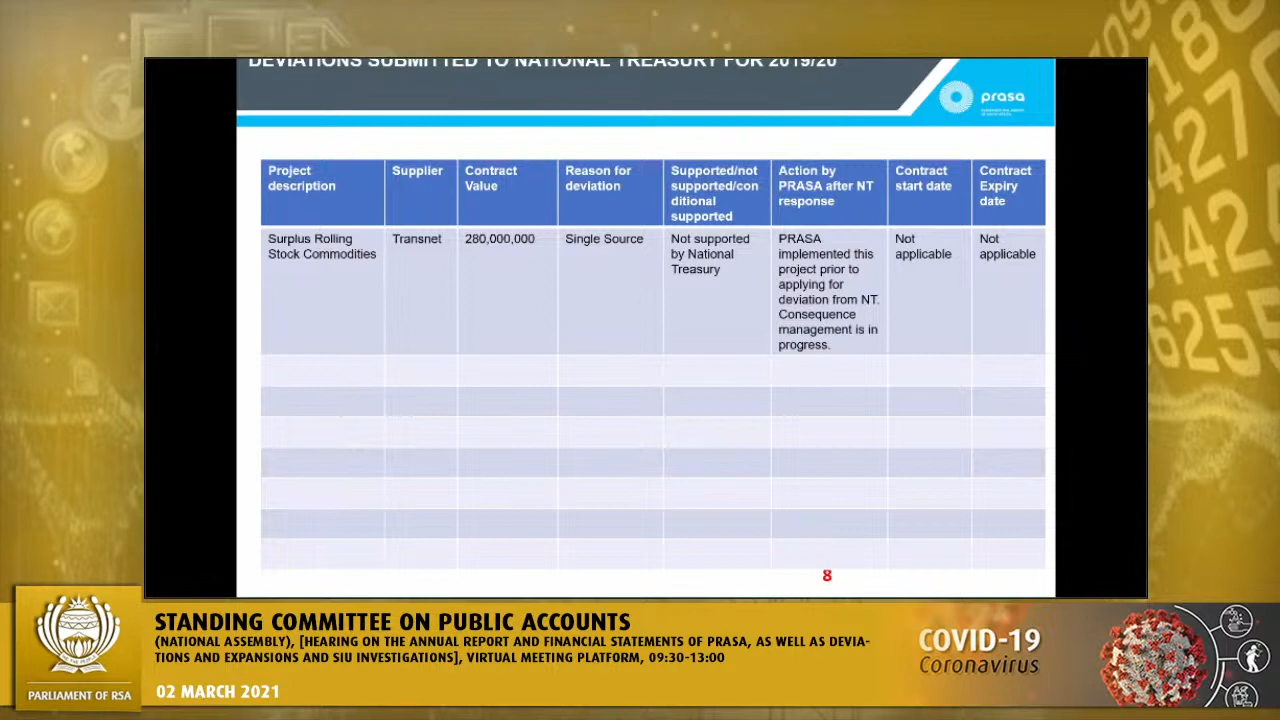 DEVIATIONS SUBMITTED TO NATIONAL TREASURY FOR 2019/20
prasa
Project description
Supplier
Contract Value
Reason for deviation
Supported/not supported/con ditional supported
Action by PRASA after NT response
Contract start date
Contract Expiry date
Surplus Rolling Stock Commodities
Transnet
280,000,000
Single Source
Not supported by National Treasury
PRASA implemented this project prior to applying for deviation from NT. Consequence management is in progress.
Not applicable
Not applicable
8
STANDING COMMITTEE ON PUBLIC ACCOUNTS
(NATIONAL ASSEMBLY), [HEARING ON THE ANNUAL REPORT AND FINANCIAL STATEMENTS OF PRASA, AS WELL AS DEVIA-
TIONS AND EXPANSIONS AND SIU INVESTIGATIONS], VIRTUAL MEETING PLATFORM, 09:30-13:00
02 MARCH 2021
PARLIAMENT OF RSA
COVID-19
Coronavirus